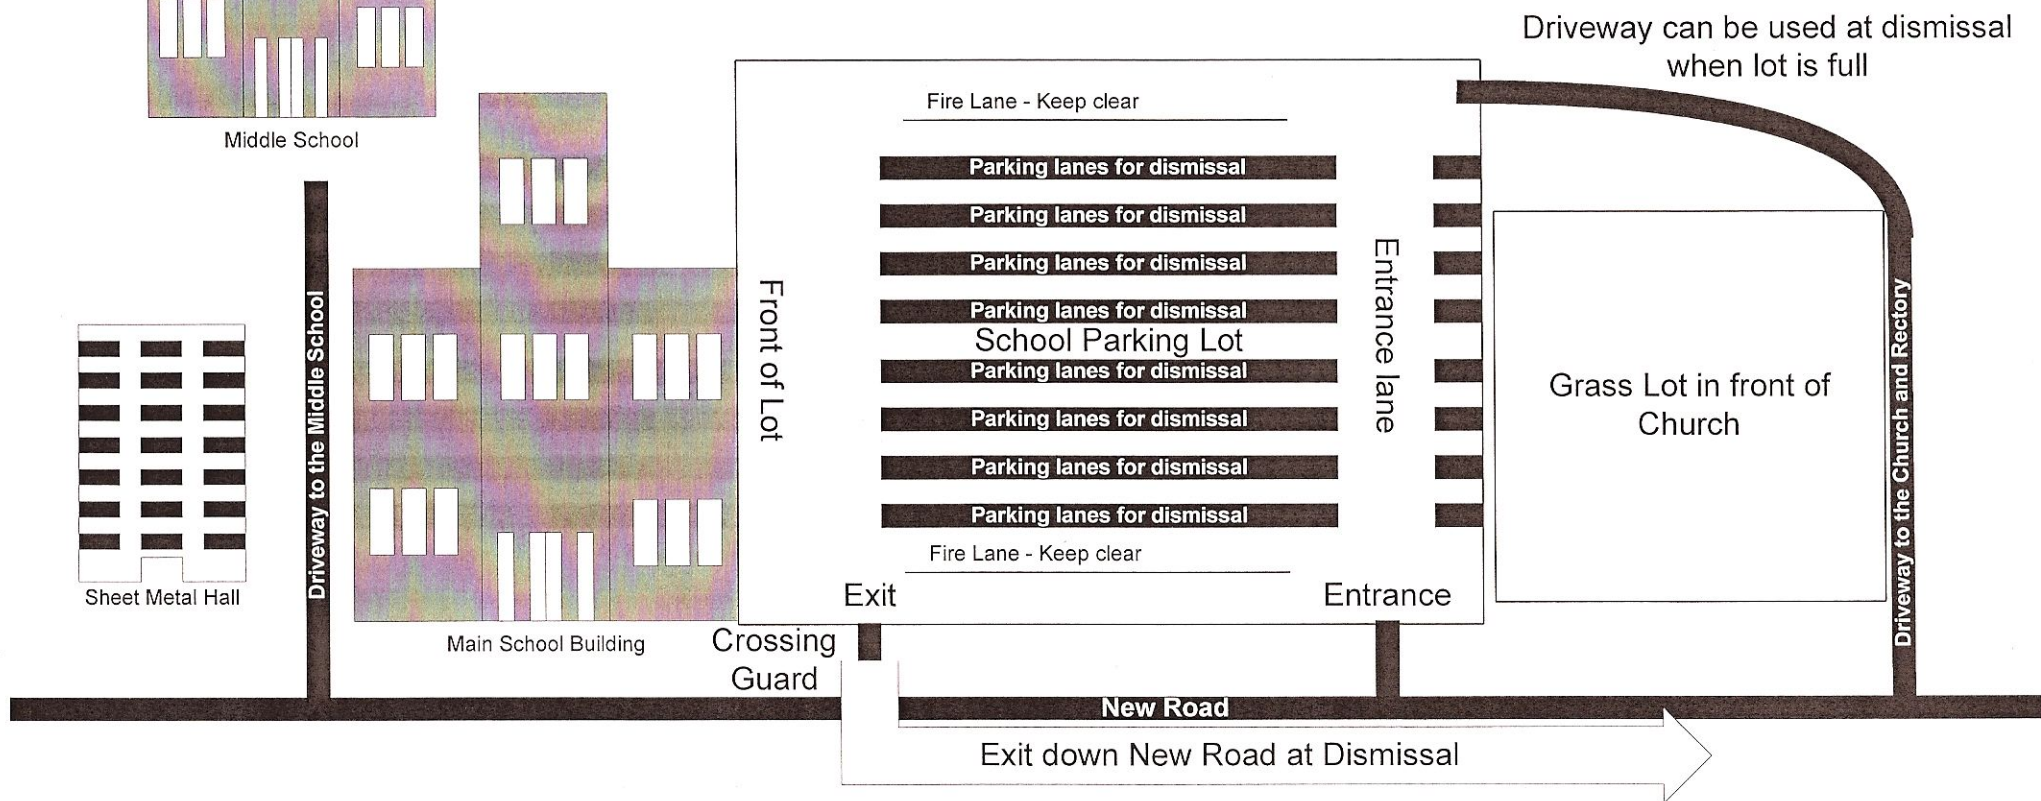 Driveway can be used at dismissal
when lot is full
Middle School
Fire Lane - Keep clear
Parking lanes for dismissal
Parking lanes for dismissal
Parking lanes for dismissal
Parking lanes for dismissal
School Parking Lot
Parking lanes for dismissal
Parking lanes for dismissal
Parking lanes for dismissal
Parking lanes for dismissal
Fire Lane - Keep clear
Front of Lot
Entrance lane
Grass Lot in front of
Church
Driveway to the Church and Rectory
Driveway to the Middle School
Sheet Metal Hall
Main School Building
Crossing
Guard
Exit
Entrance
New Road
Exit down New Road at Dismissal